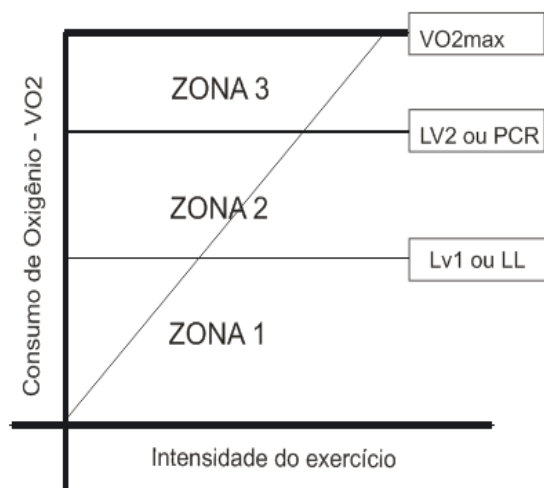 VO2max
ZONA 3
LV2 ou PCR
ZONA 2
Lv1 ou LL
ZONA 1
Consumo de Oxigênio - VO2
Intensidade do exercício